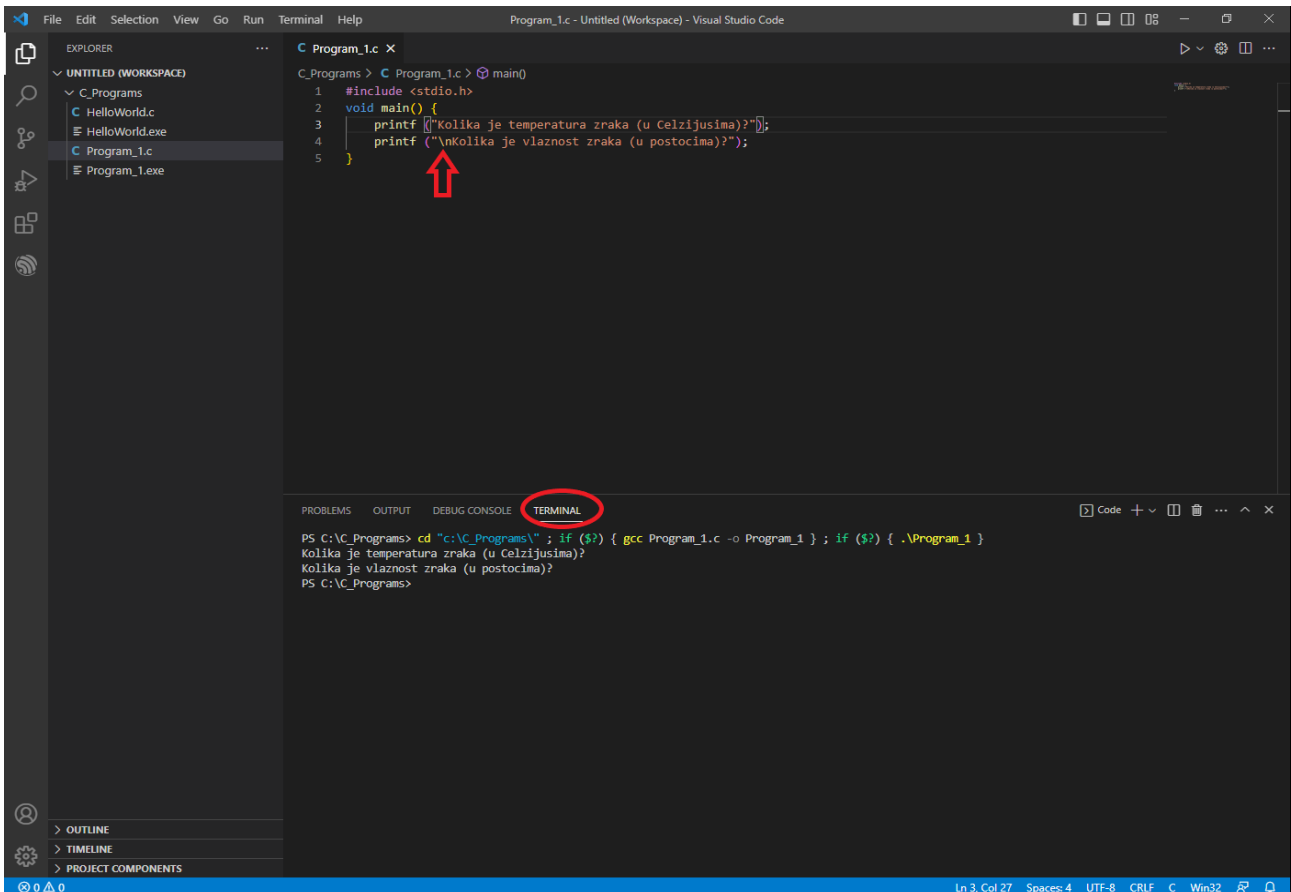 File Edit Selection View Go Run Terminal Help Program_1.c - Untitled (Workspace) - Visual Studio Code
EXPLORER
UNTITLED (WORKSPACE)
C_Programs
C HelloWorld.c
HelloWorld.exe
C Program_1.c
Program_1.exe
C Program_1.c
C_Programs > C Program_1.c > main()
1 #include <stdio.h>
2 void main() {
3 printf ("Kolika je temperatura zraka (u Celzijusima)?");
4 printf ("\nKolika je vlaznost zraka (u postocima)?");
5 }
PROBLEMS OUTPUT DEBUG CONSOLE TERMINAL Code
PS C:\C_Programs> cd "c:\C_Programs\" ; if ($?) { gcc Program_1.c -o Program_1 } ; if ($?) { .\Program_1 }
Kolika je temperatura zraka (u Celzijusima)?
Kolika je vlaznost zraka (u postocima)?
PS C:\C_Programs>
OUTLINE
TIMELINE
PROJECT COMPONENTS
0 0 Ln 3, Col 27 Spaces: 4 UTF-8 CRLF C Win32